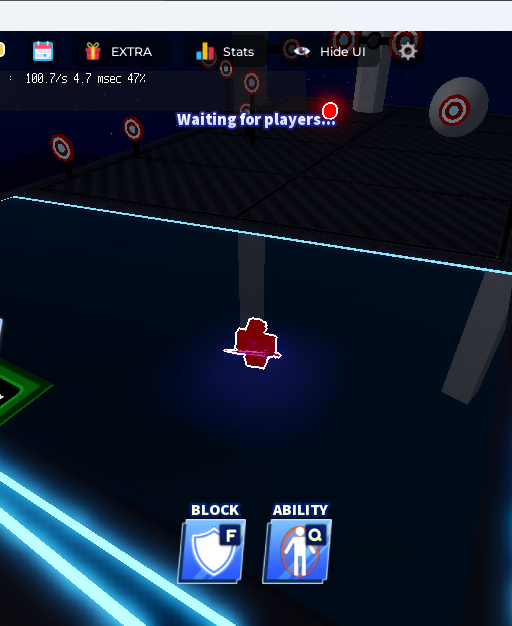 EXTRA Stats Hide UI
: 100.7/s 4.7 msec 47%
Waiting for players...
BLOCK ABILITY
F Q